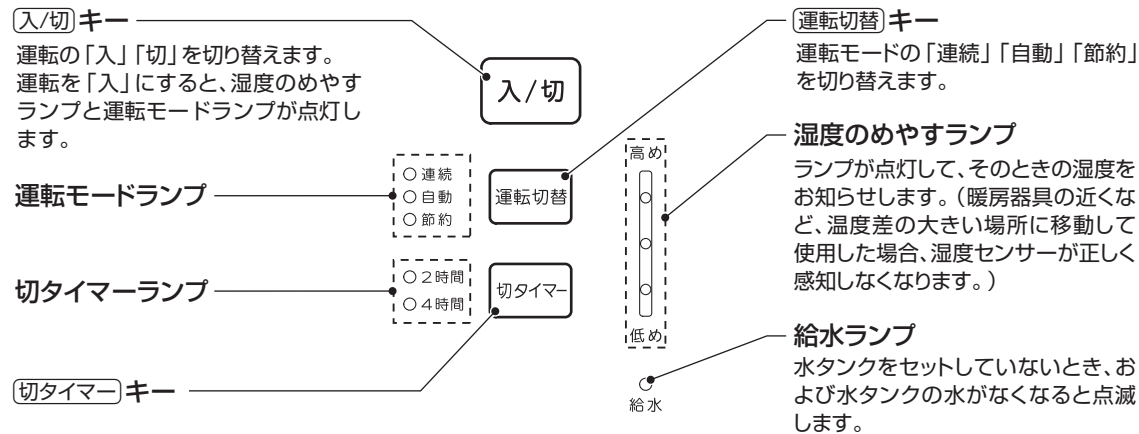 入/切 キー
運転の「入」「切」を切り替えます。
運転を「入」にすると、湿度のめやす
ランプと運転モードランプが点灯し
ます。
運転モードランプ
切タイマーランプ
切タイマー キー
入/切
連続
自動
節約
運転切替
2時間
4時間
切タイマー
高め
低め
給水
運転切替 キー
運転モードの「連続」「自動」「節約」
を切り替えます。
湿度のめやすランプ
ランプが点灯して、そのときの湿度を
お知らせします。(暖房器具の近くな
ど、温度差の大きい場所に移動して
使用した場合、湿度センサーが正しく
感知しなくなります。)
給水ランプ
水タンクをセットしていないとき、お
よび水タンクの水がなくなると点滅
します。